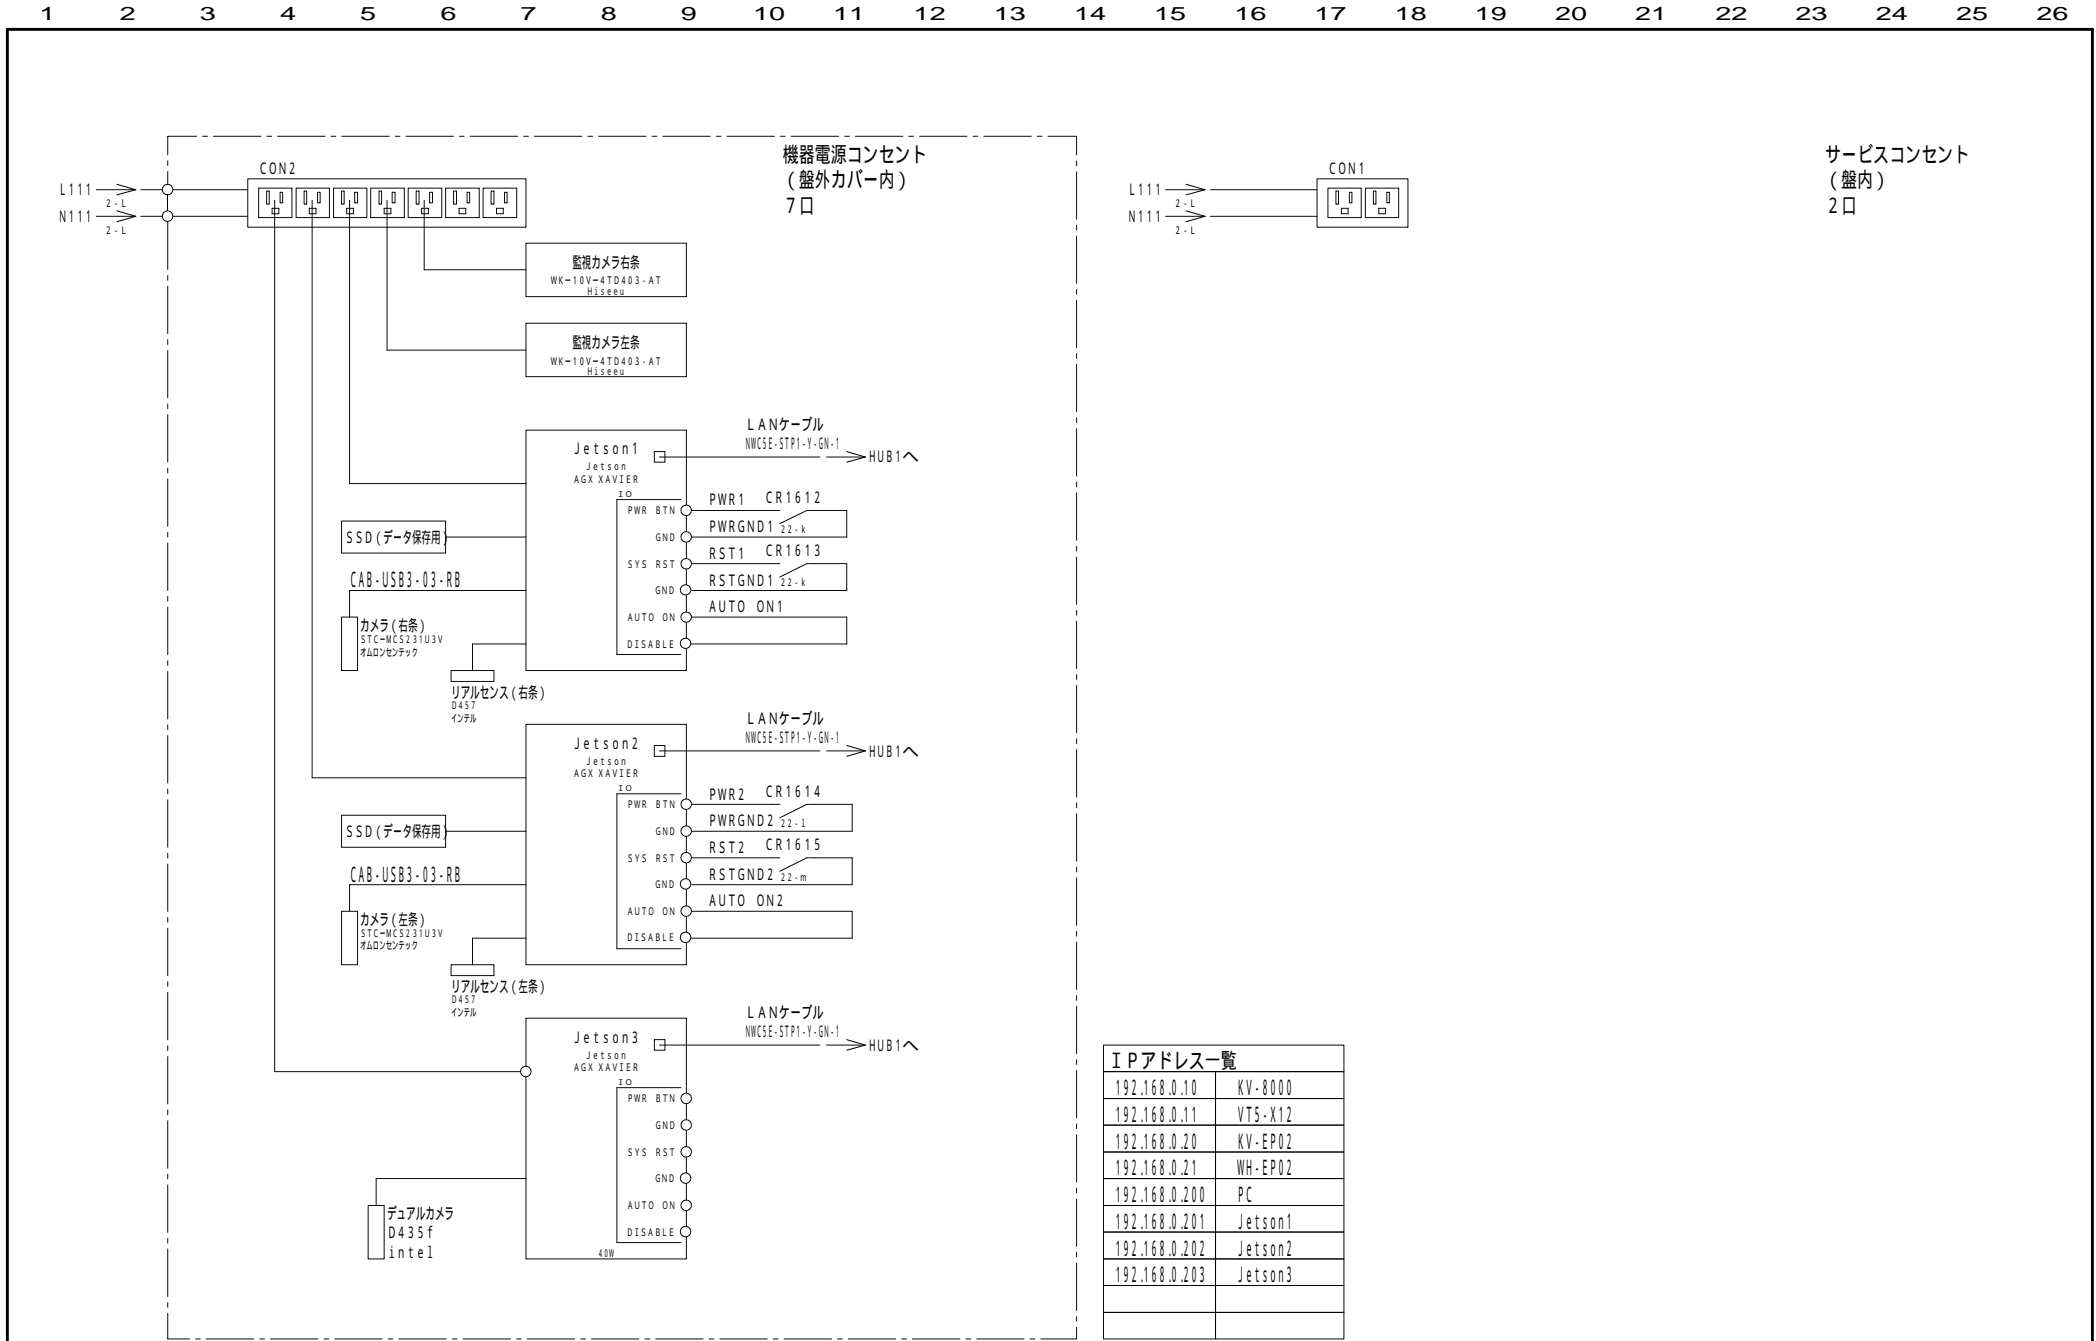 1 2 3 4 5 6 7 8 9 10 11 12 13 14 15 16 17 18 19 20 21 22 23 24 25 26
機器電源コンセント
(盤外カバー内)
7口
CON2
L111
2-L
N111
2-L
サービスコンセント
(盤内)
2口
CON1
L111
2-L
N111
2-L
監視カメラ右条
WK-10V-4TD403-AT
Hiseeu
監視カメラ左条
WK-10V-4TD403-AT
Hiseeu
Jetson1
Jetson
AGX XAVIER
LANケーブル
NWC5E-STP1-Y-GN-1
HUB1へ
IO
PWR BTN
GND
SYS RST
GND
AUTO ON
DISABLE
PWR1 CR1612
PWRGND1 22-k
RST1 CR1613
RSTGND1 22-k
AUTO ON1
SSD(データ保存用)
CAB-USB3-03-RB
カメラ(右条)
STC-MCS231U3V
オムロンセンテック
リアルセンス(右条)
D457
インテル
Jetson2
Jetson
AGX XAVIER
LANケーブル
NWC5E-STP1-Y-GN-1
HUB1へ
IO
PWR BTN
GND
SYS RST
GND
AUTO ON
DISABLE
PWR2 CR1614
PWRGND2 22-l
RST2 CR1615
RSTGND2 22-m
AUTO ON2
SSD(データ保存用)
CAB-USB3-03-RB
カメラ(左条)
STC-MCS231U3V
オムロンセンテック
リアルセンス(左条)
D457
インテル
Jetson3
Jetson
AGX XAVIER
LANケーブル
NWC5E-STP1-Y-GN-1
HUB1へ
IO
PWR BTN
GND
SYS RST
GND
AUTO ON
DISABLE
40W
デュアルカメラ
D435f
intel
IPアドレス一覧
192.168.0.10 KV-8000
192.168.0.11 VT5-X12
192.168.0.20 KV-EP02
192.168.0.21 WH-EP02
192.168.0.200 PC
192.168.0.201 Jetson1
192.168.0.202 Jetson2
192.168.0.203 Jetson3